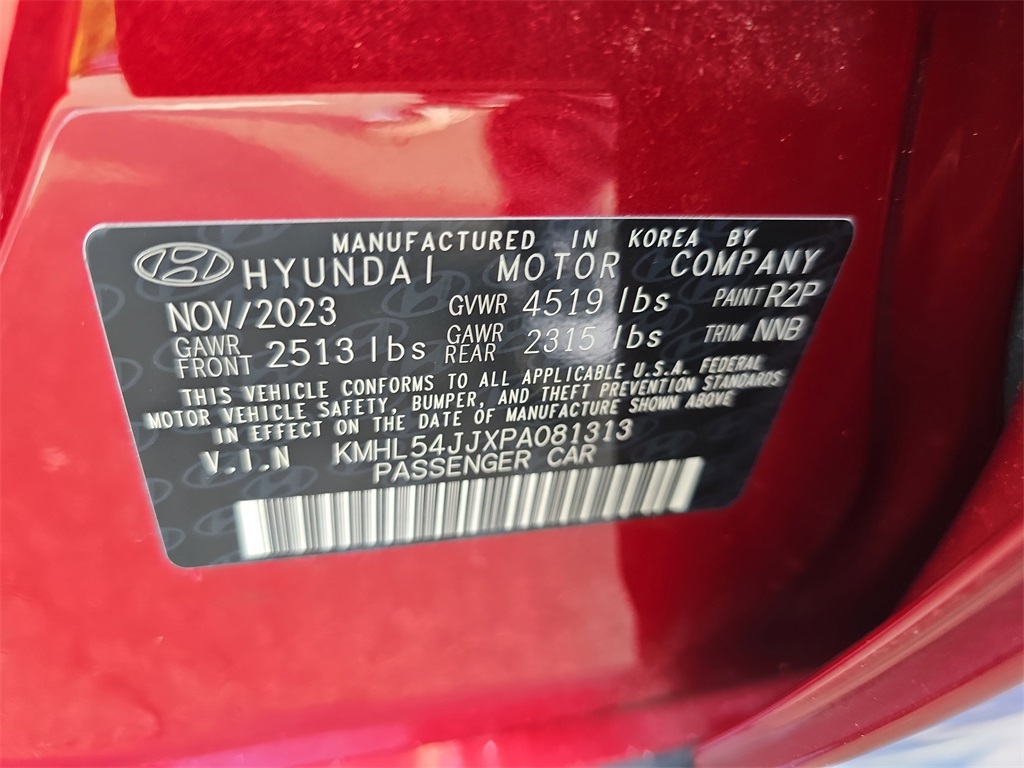 MANUFACTURED IN KOREA BY
HYUNDAI MOTOR COMPANY
NOV/2023 GVWR 4519 lbs PAINT R2P
GAWR FRONT 2513 lbs GAWR REAR 2315 lbs TRIM NNB
THIS VEHICLE CONFORMS TO ALL APPLICABLE U.S.A. FEDERAL
MOTOR VEHICLE SAFETY, BUMPER, AND THEFT PREVENTION STANDARDS
IN EFFECT ON THE DATE OF MANUFACTURE SHOWN ABOVE
V.I.N KMHL54JJXPA081313
PASSENGER CAR